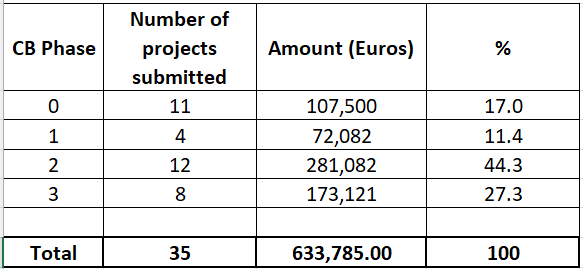 CB Phase Number of projects submitted Amount (Euros) %
0 11 107,500 17.0
1 4 72,082 11.4
2 12 281,082 44.3
3 8 173,121 27.3
Total 35 633,785.00 100